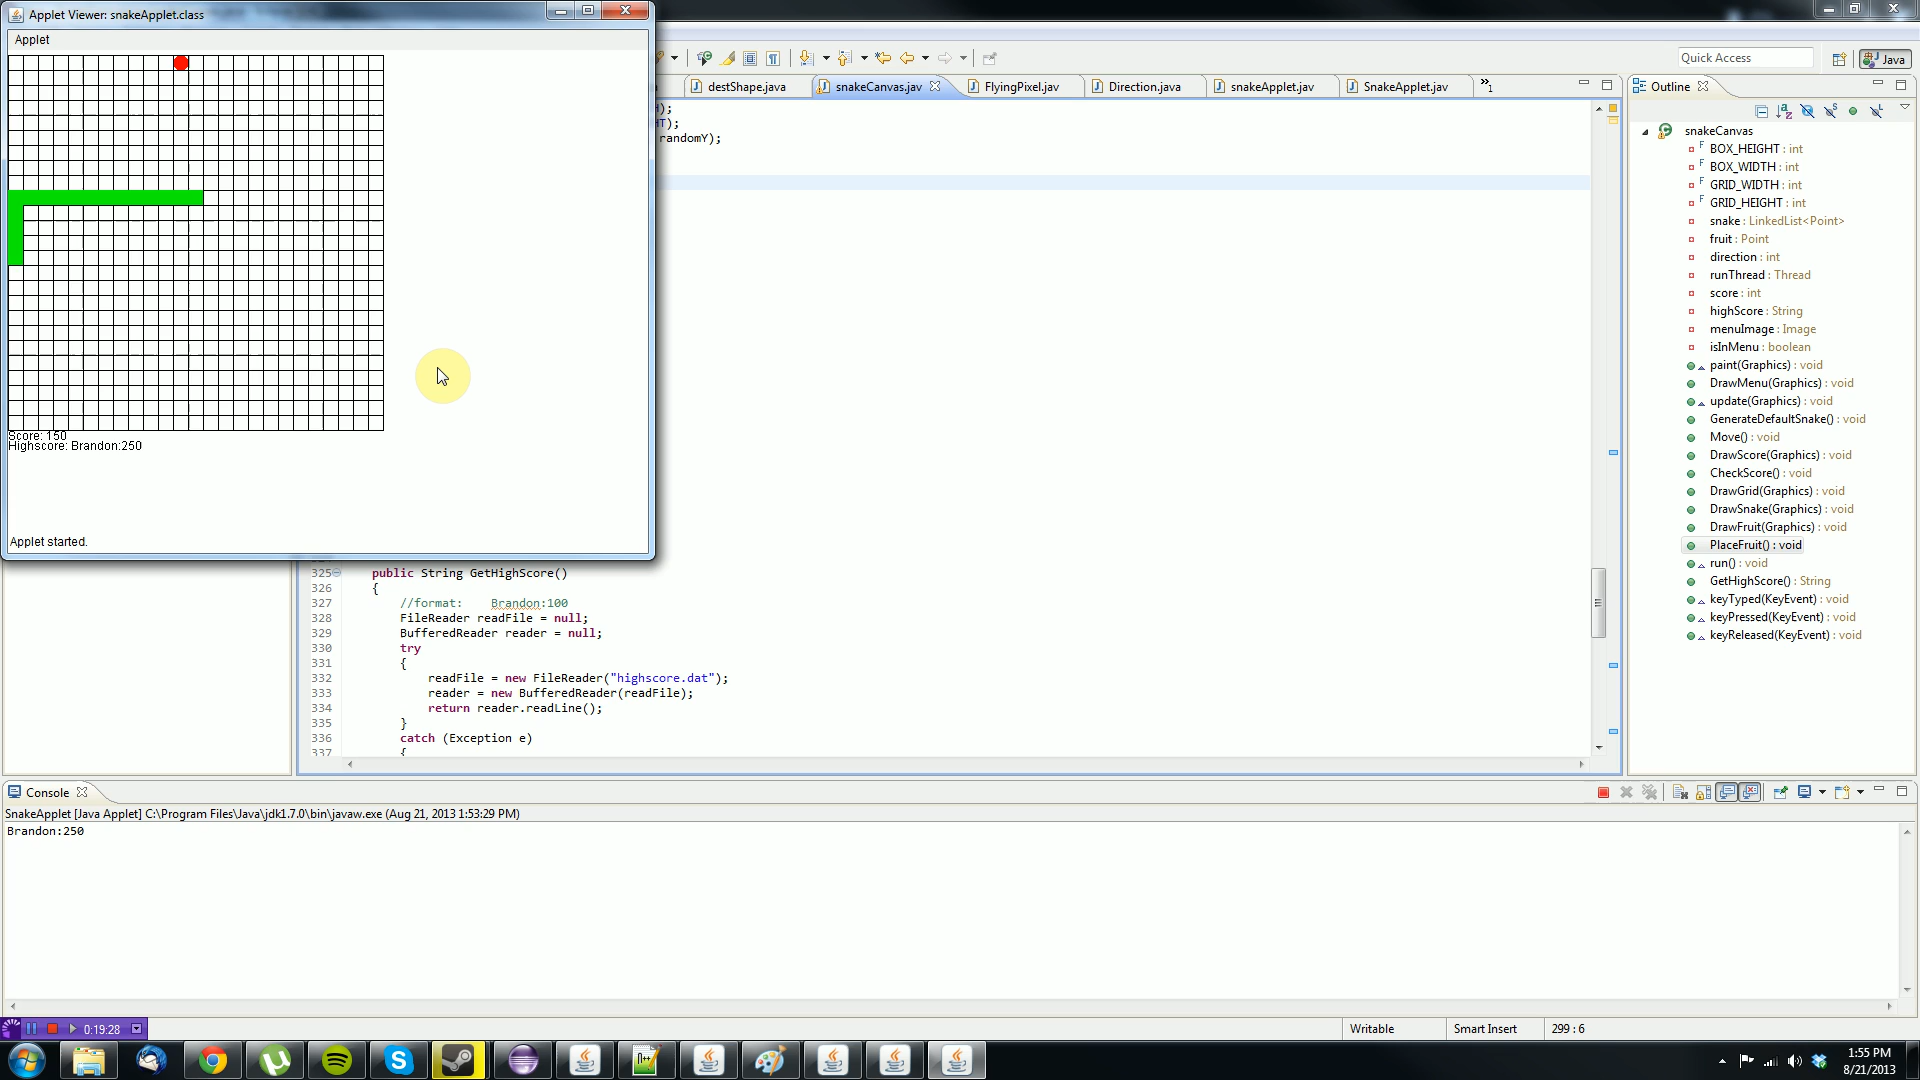 Applet Viewer: snakeApplet.class
Applet
Score: 150
Highscore: Brandon:250
Applet started.
Quick Access
Java
destShape.java
snakeCanvas.jav
FlyingPixel.jav
Direction.java
snakeApplet.jav
SnakeApplet.jav
»1
);
T);
randomY);
325 public String GetHighScore()
326 {
327 //format: Brandon:100
328 FileReader readFile = null;
329 BufferedReader reader = null;
330 try
331 {
332 readFile = new FileReader("highscore.dat");
333 reader = new BufferedReader(readFile);
334 return reader.readLine();
335 }
336 catch (Exception e)
337 {
Outline
snakeCanvas
BOX_HEIGHT : int
BOX_WIDTH : int
GRID_WIDTH : int
GRID_HEIGHT : int
snake : LinkedList<Point>
fruit : Point
direction : int
runThread : Thread
score : int
highScore : String
menuImage : Image
isInMenu : boolean
paint(Graphics) : void
DrawMenu(Graphics) : void
update(Graphics) : void
GenerateDefaultSnake() : void
Move() : void
DrawScore(Graphics) : void
CheckScore() : void
DrawGrid(Graphics) : void
DrawSnake(Graphics) : void
DrawFruit(Graphics) : void
PlaceFruit() : void
run() : void
GetHighScore() : String
keyTyped(KeyEvent) : void
keyPressed(KeyEvent) : void
keyReleased(KeyEvent) : void
Console
SnakeApplet [Java Applet] C:\Program Files\Java\jdk1.7.0\bin\javaw.exe (Aug 21, 2013 1:53:29 PM)
Brandon:250
0:19:28
Writable
Smart Insert
299 : 6
1:55 PM
8/21/2013